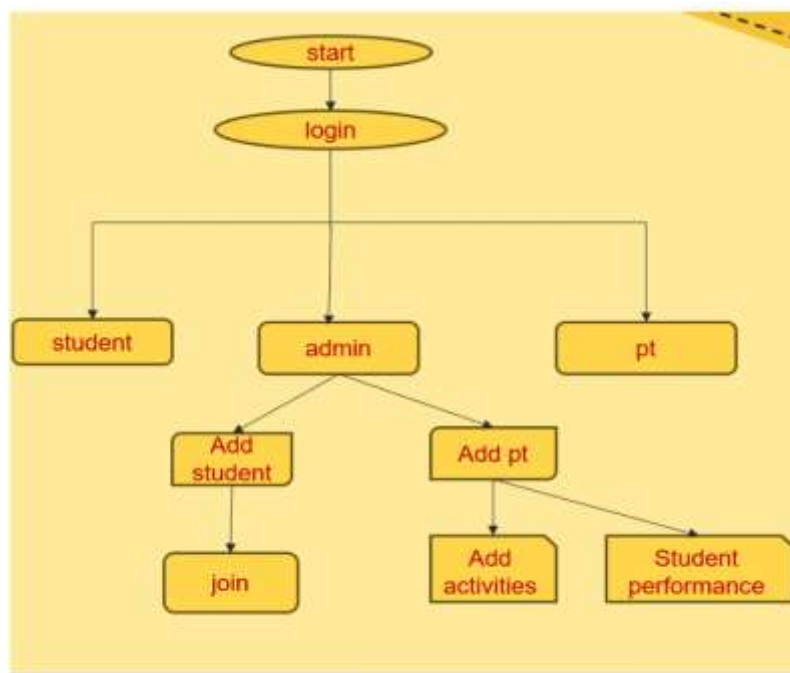 start
login
student
admin
pt
Add
student
Add pt
join
Add
activities
Student
performance